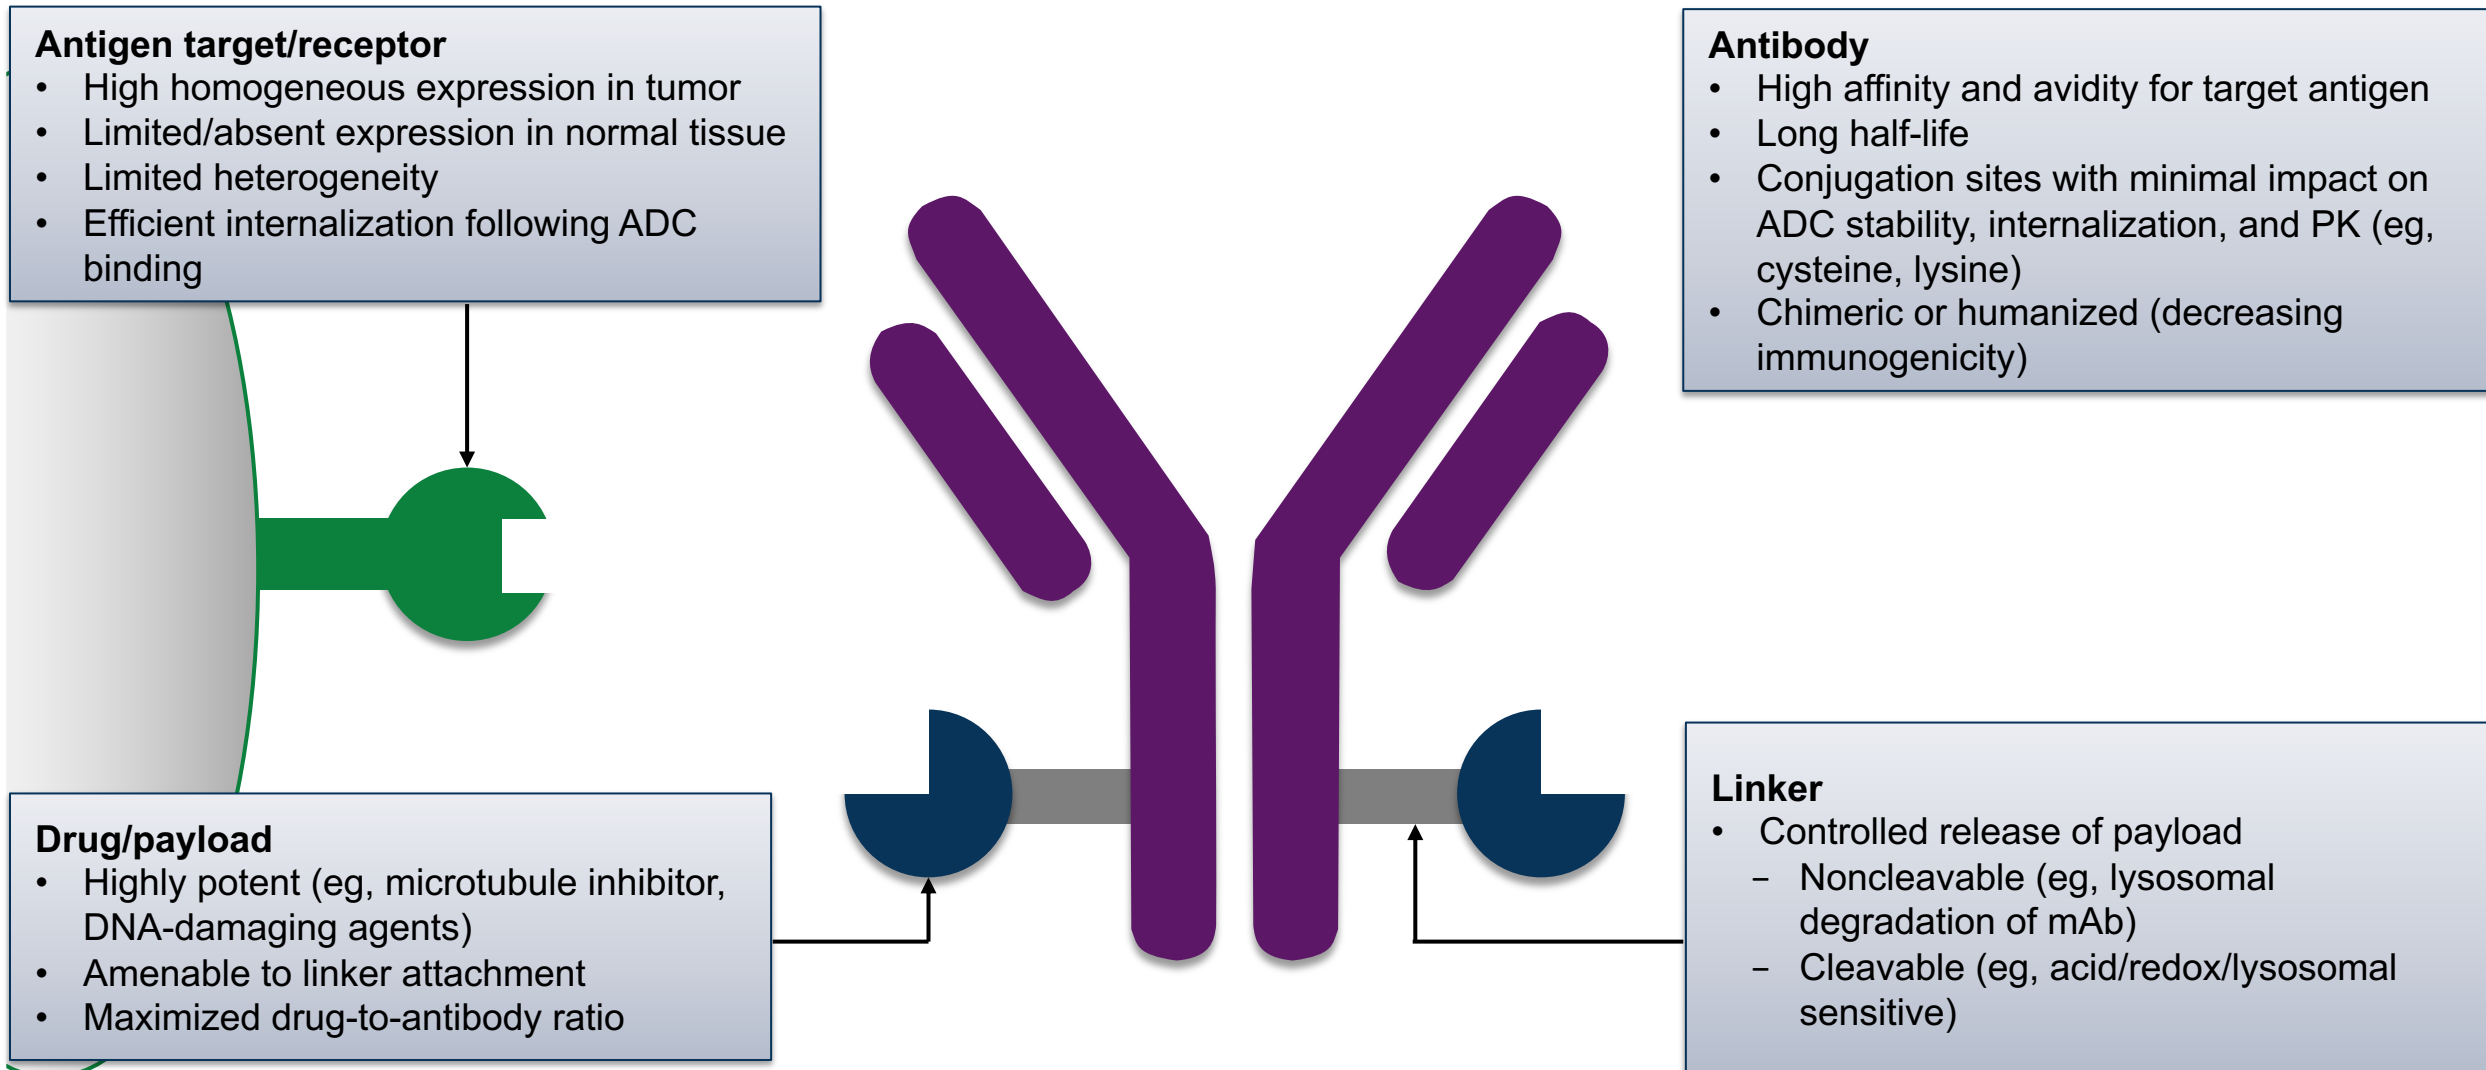 Antigen target/receptor
• High homogeneous expression in tumor
• Limited/absent expression in normal tissue
• Limited heterogeneity
• Efficient internalization following ADC
binding
Antibody
• High affinity and avidity for target antigen
• Long half-life
• Conjugation sites with minimal impact on
ADC stability, internalization, and PK (eg,
cysteine, lysine)
• Chimeric or humanized (decreasing
immunogenicity)
Drug/payload
• Highly potent (eg, microtubule inhibitor,
DNA-damaging agents)
• Amenable to linker attachment
• Maximized drug-to-antibody ratio
Linker
• Controlled release of payload
– Noncleavable (eg, lysosomal
degradation of mAb)
– Cleavable (eg, acid/redox/lysosomal
sensitive)